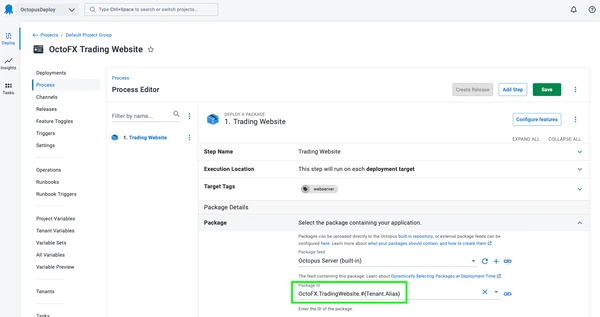 OctopusDeploy
Default Workspace
Type Ctrl+Space to search or switch projects...
Deploy
Insights
Tasks
Projects / Default Project Group
OctoFX Trading Website
Deployments
Process
Channels
Releases
Feature Toggles
Triggers
Settings
Operations
Runbooks
Runbook Triggers
Project Variables
Tenant Variables
Variable Sets
All Variables
Variable Preview
Tenants
Tasks
Process
Process Editor
Create Release
Add Step
Save
Filter by name...
1. Trading Website
DEPLOY A PACKAGE
1. Trading Website
Configure features
EXPAND ALL
COLLAPSE ALL
Step Name
Trading Website
Execution Location
This step will run on each deployment target
Target Tags
webserver
Package Details
Package
Select the package containing your application.
Packages can be uploaded directly to the Octopus built-in repository, or external package feeds can be
configured here. Learn more about what your packages should contain, and how to create them
Package feed
Octopus Server (built-in)
The feed containing this package. Learn about Dynamically Selecting Packages at Deployment Time
Package ID
OctoFX.TradingWebsite.#{Tenant.Alias}
Enter the ID of the package.